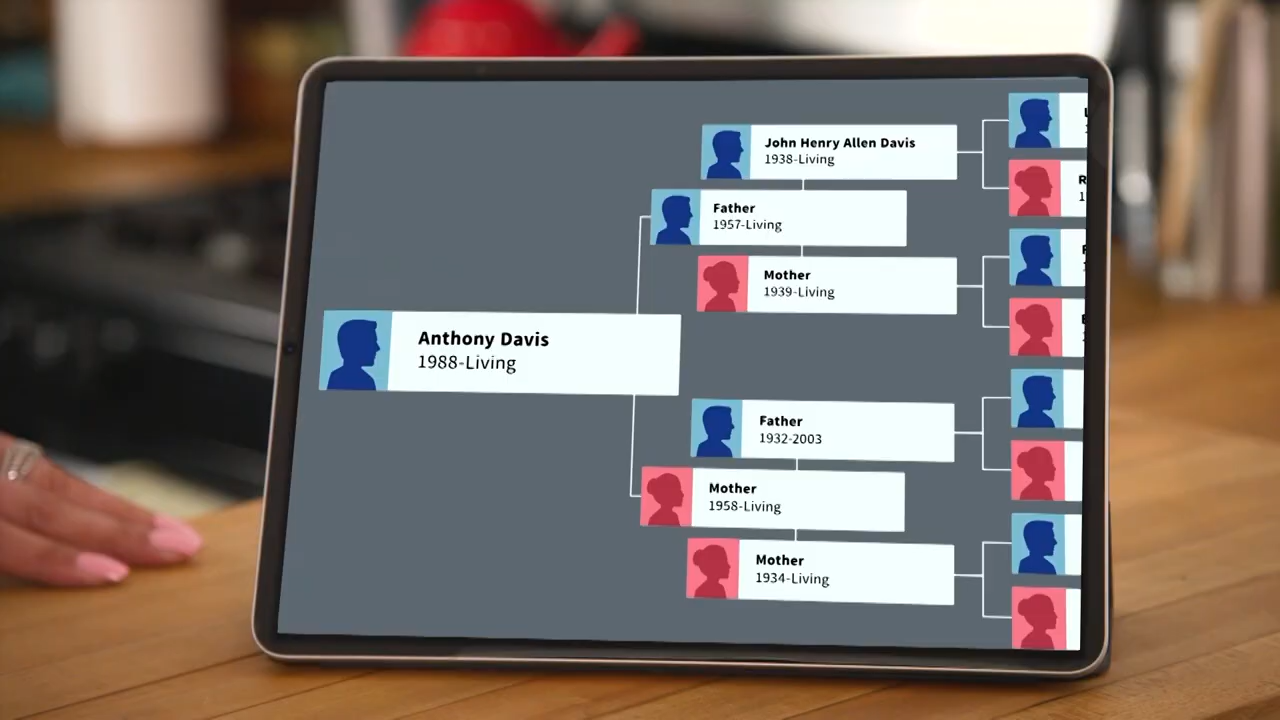 John Henry Allen Davis
1938-Living
Father
1957-Living
Mother
1939-Living
Anthony Davis
1988-Living
Father
1932-2003
Mother
1958-Living
Mother
1934-Living